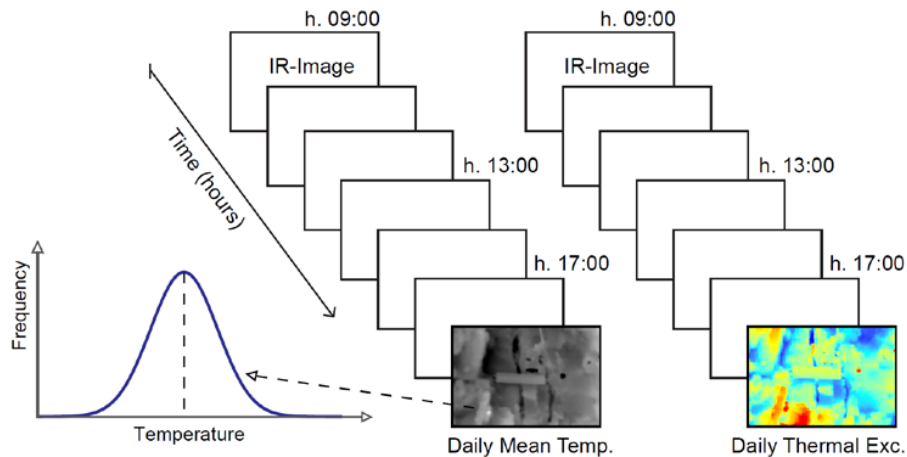 h. 09:00
h. 09:00
IR-Image
IR-Image
Time (hours)
h. 13:00
h. 13:00
h. 17:00
h. 17:00
Frequency
Temperature
Daily Mean Temp.
Daily Thermal Exc.